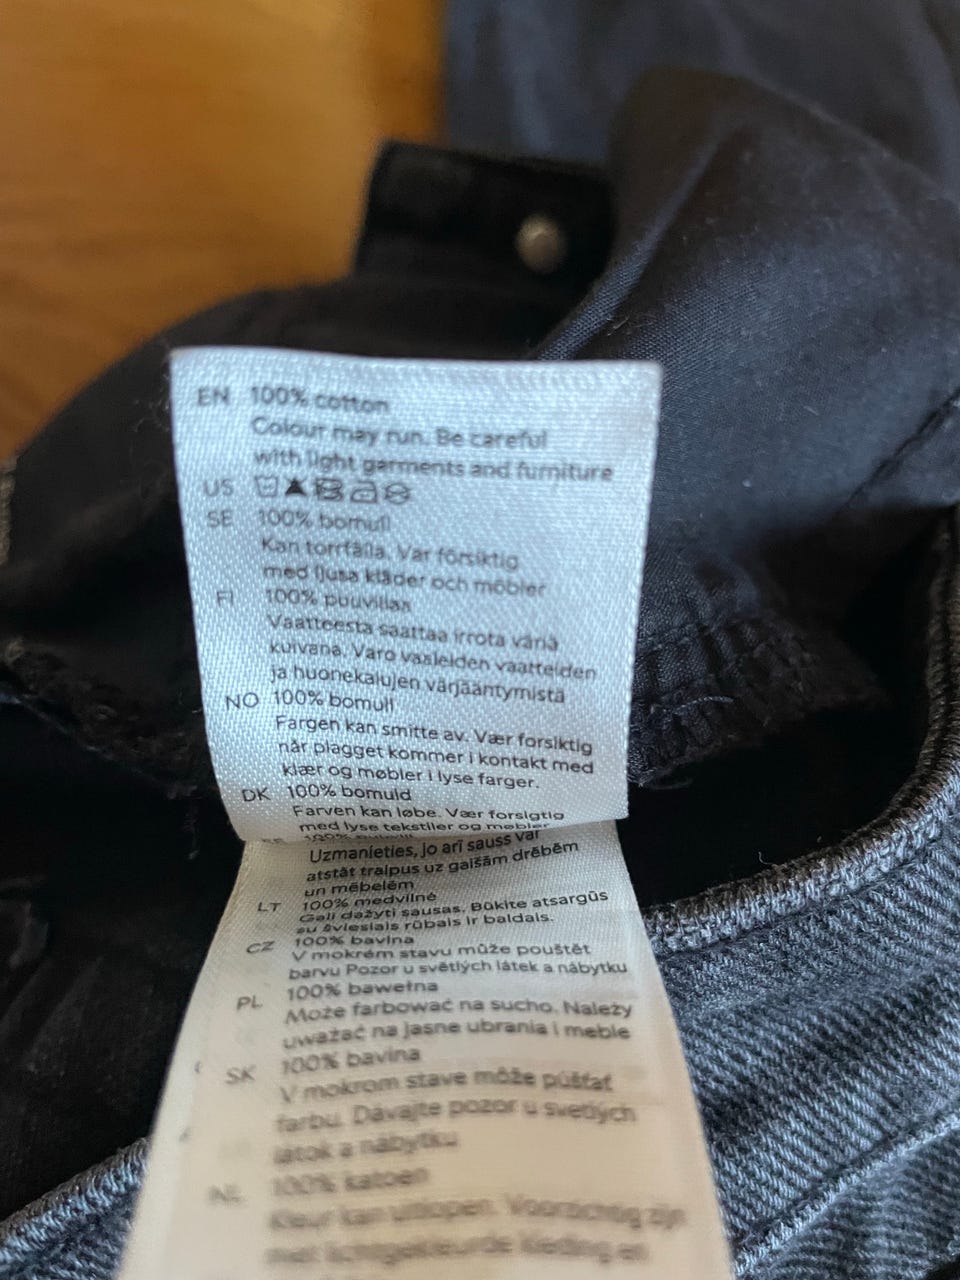 EN 100% cotton
Colour may run. Be careful
with light garments and furniture
US
SE 100% bomull
Kan torrfälla. Var försiktig
med ljusa kläder och möbler
FI 100% puuvillaa
Vaatteesta saattaa irrota väriä
kuivana. Varo vaaleiden vaatteiden
ja huonekalujen värjääntymistä
NO 100% bomull
Fargen kan smitte av. Vær forsiktig
når plagget kommer i kontakt med
klær og møbler i lyse farger.
DK 100% bomuld
Farven kan løbe. Vær forsigtig
med lyse tekstiler og møbler
Uzmanieties, jo arī sauss var
atstāt traipus uz gaišām drēbēm
un mēbelēm
LT 100% medvilnė
Gali dažyti sausas. Būkite atsargūs
su šviesiais rūbais ir baldais.
CZ 100% bavlna
V mokrém stavu může pouštět
barvu Pozor u světlých látek a nábytku
PL 100% bawełna
Może farbować na sucho. Należy
uważać na jasne ubrania i meble
SK 100% bavlna
V mokrom stave môže púšťať
farbu. Dávajte pozor u svetlých
látok a nábytku
NL 100% katoen
Kleur kan uitlopen. Voorzichtig zijn
met lichtgekleurde kleding en